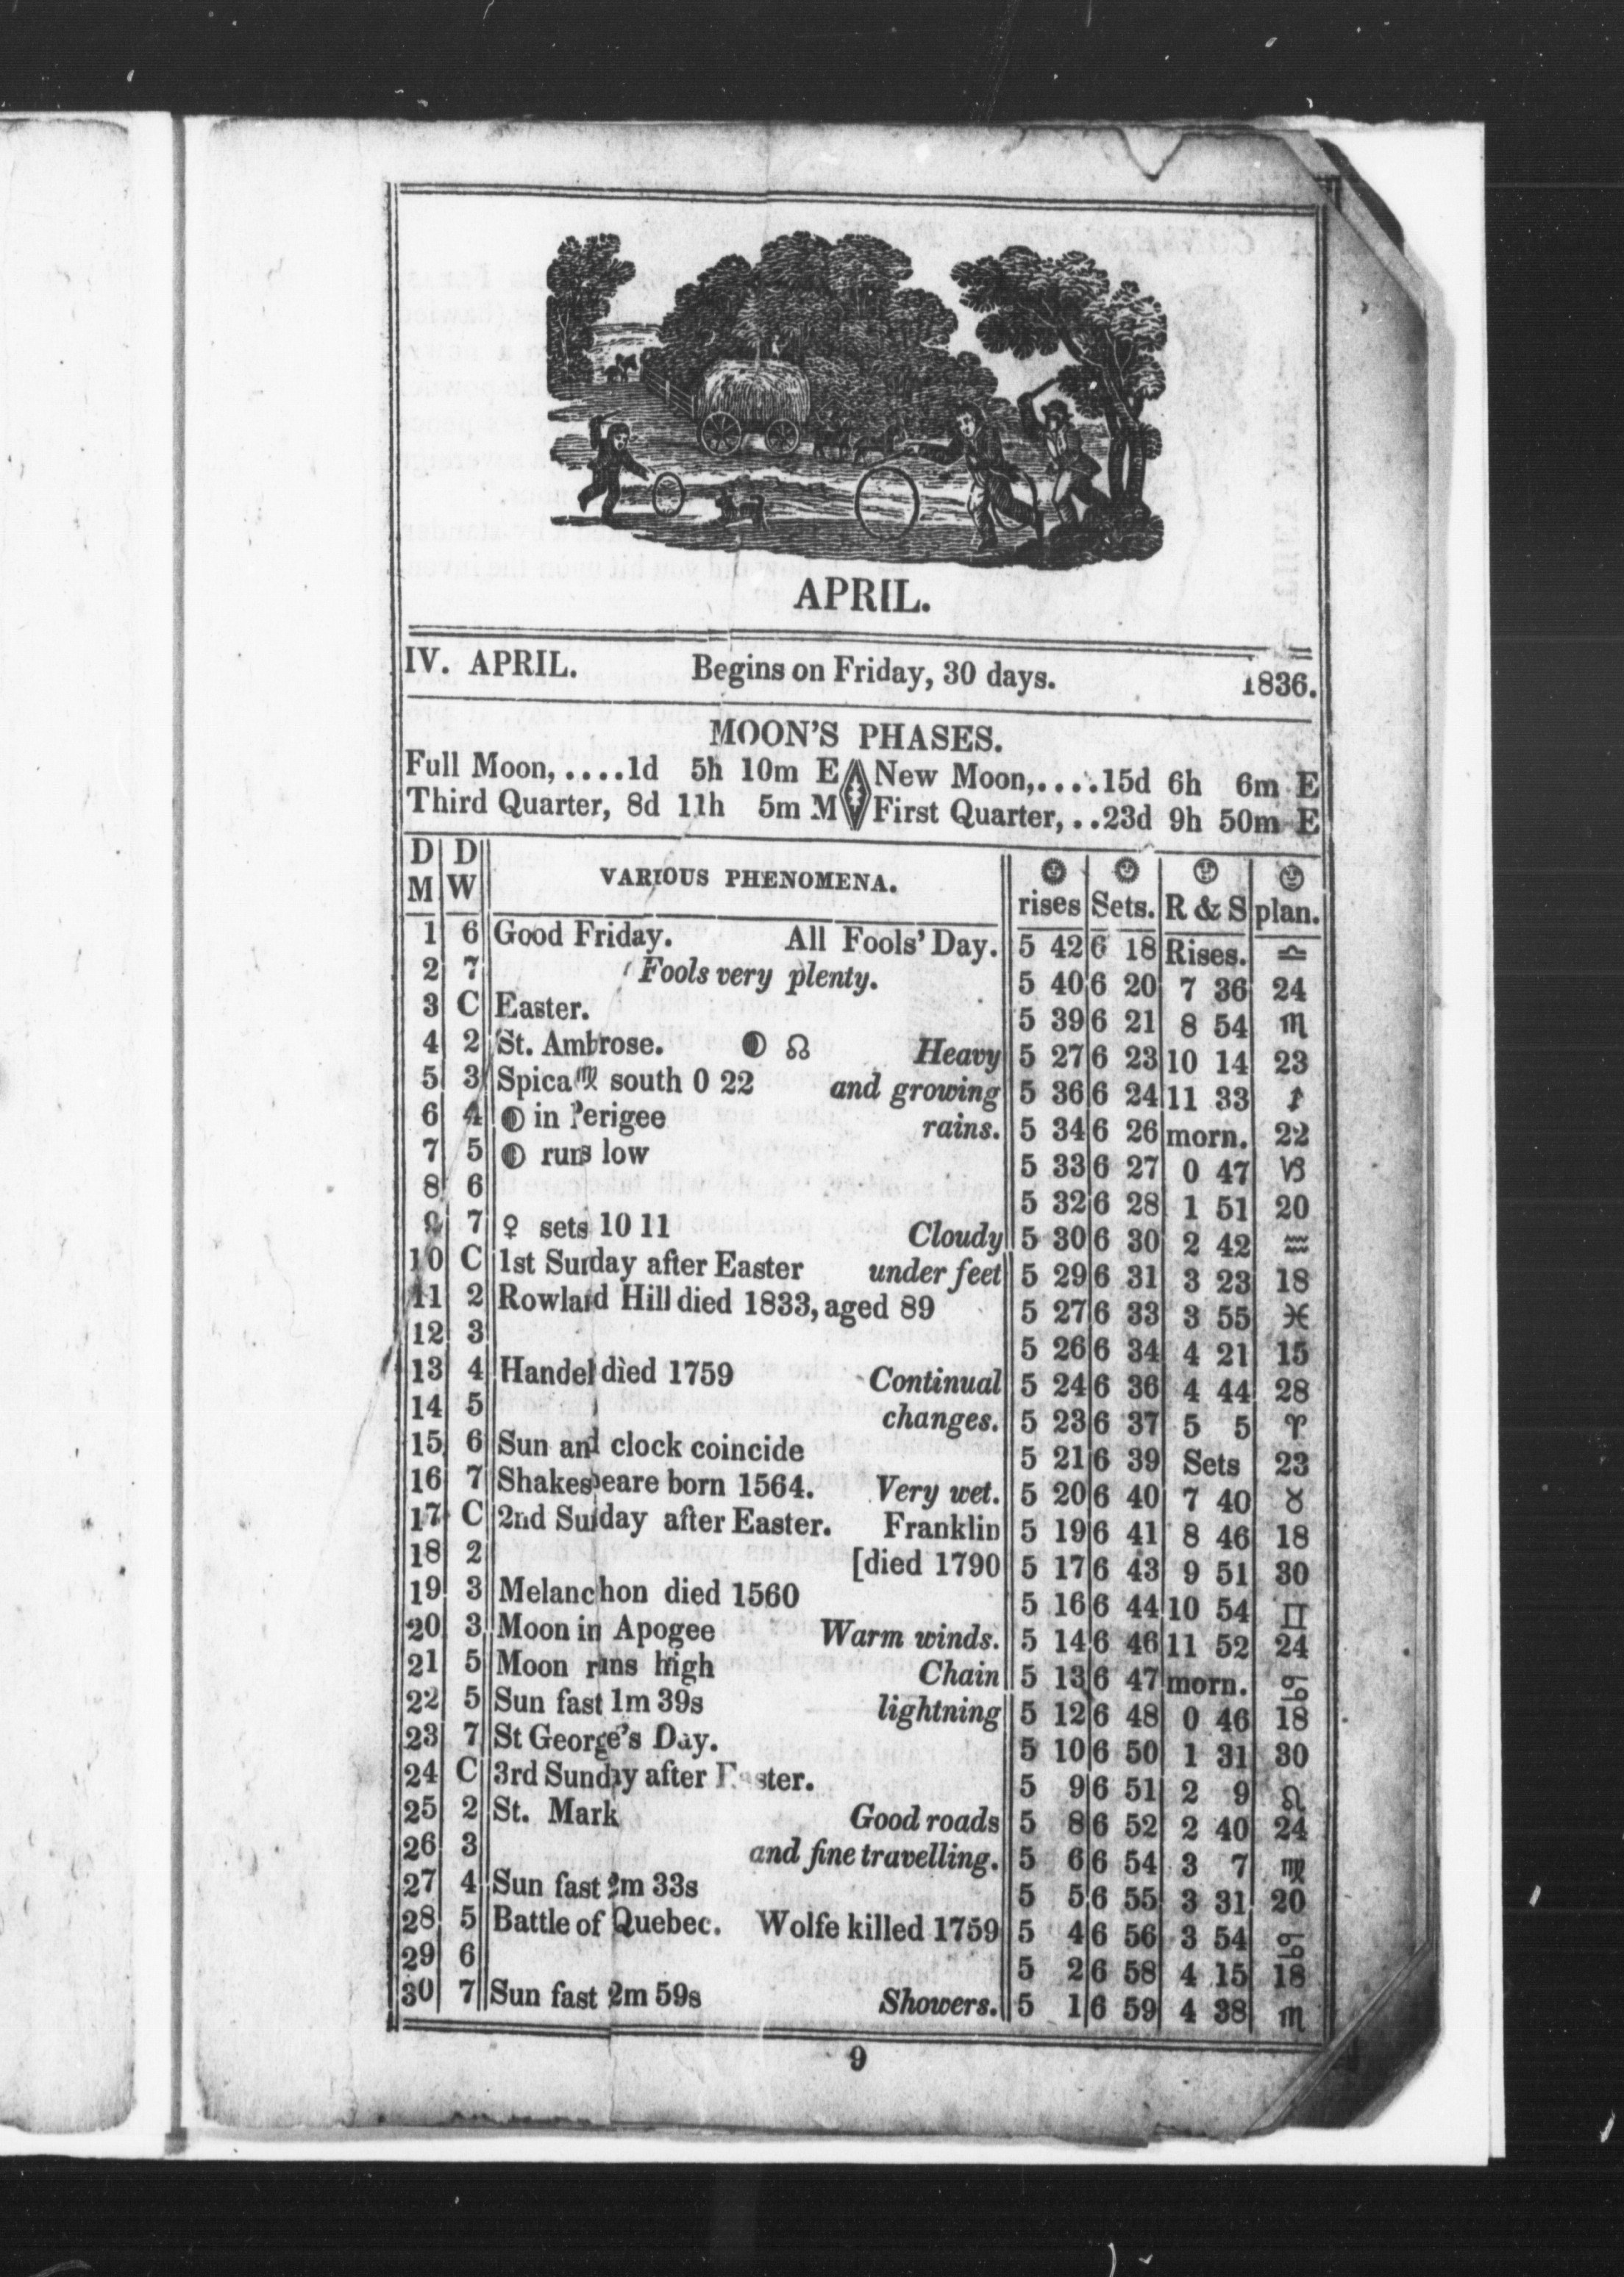 APRIL.
IV. APRIL. Begins on Friday, 30 days. 1836.
MOON'S PHASES.
Full Moon,....1d 5h 10m E New Moon,....15d 6h 6m E
Third Quarter, 8d 11h 5m M First Quarter,..23d 9h 50m E
D M D W VARIOUS PHENOMENA. rises Sets. R & S plan.
1 6 Good Friday. All Fools' Day. 5 42 6 18 Rises. ♎
2 7 Fools very plenty. 5 40 6 20 7 36 24
3 C Easter. 5 39 6 21 8 54 ♏
4 2 St. Ambrose. ☊ Heavy 5 27 6 23 10 14 23
5 3 Spica ♍ south 0 22 and growing 5 36 6 24 11 33 ♐
6 4 in Perigee rains. 5 34 6 26 morn. 22
7 5 runs low 5 33 6 27 0 47 ♑
8 6 5 32 6 28 1 51 20
9 7 ♀ sets 10 11 Cloudy 5 30 6 30 2 42 ♒
10 C 1st Sunday after Easter under feet 5 29 6 31 3 23 18
11 2 Rowland Hill died 1833, aged 89 5 27 6 33 3 55 ♓
12 3 5 26 6 34 4 21 15
13 4 Handel died 1759 Continual 5 24 6 36 4 44 28
14 5 changes. 5 23 6 37 5 5 ♈
15 6 Sun and clock coincide 5 21 6 39 Sets 23
16 7 Shakespeare born 1564. Very wet. 5 20 6 40 7 40 ♉
17 C 2nd Sunday after Easter. Franklin 5 19 6 41 8 46 18
18 2 [died 1790 5 17 6 43 9 51 30
19 3 Melancthon died 1560 5 16 6 44 10 54 ♊
20 3 Moon in Apogee Warm winds. 5 14 6 46 11 52 24
21 5 Moon runs high Chain 5 13 6 47 morn. ♋
22 5 Sun fast 1m 39s lightning 5 12 6 48 0 46 18
23 7 St George's Day. 5 10 6 50 1 31 30
24 C 3rd Sunday after Easter. 5 9 6 51 2 9 ♌
25 2 St. Mark Good roads 5 8 6 52 2 40 24
26 3 and fine travelling. 5 6 6 54 3 7 ♍
27 4 Sun fast 2m 33s 5 5 6 55 3 31 20
28 5 Battle of Quebec. Wolfe killed 1759 5 4 6 56 3 54 ♋
29 6 5 2 6 58 4 15 18
30 7 Sun fast 2m 59s Showers. 5 1 6 59 4 38 ♏
9